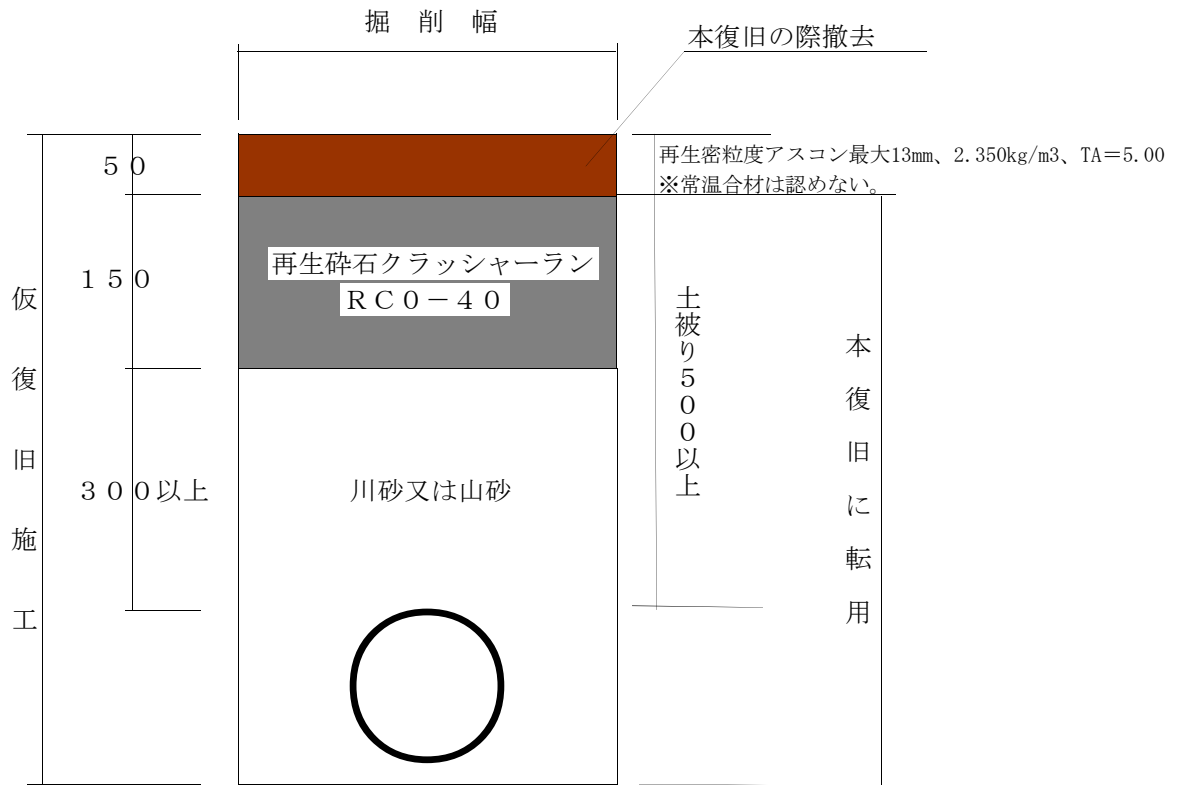 掘　削　幅
本復旧の際撤去
５０
再生密粒度アスコン最大13mm、2.350kg/m3、TA＝5.00
※常温合材は認めない。
１５０
再生砕石クラッシャーラン
ＲＣ０－４０
仮復旧施工
土被り５００以上
本復旧に転用
３００以上
川砂又は山砂